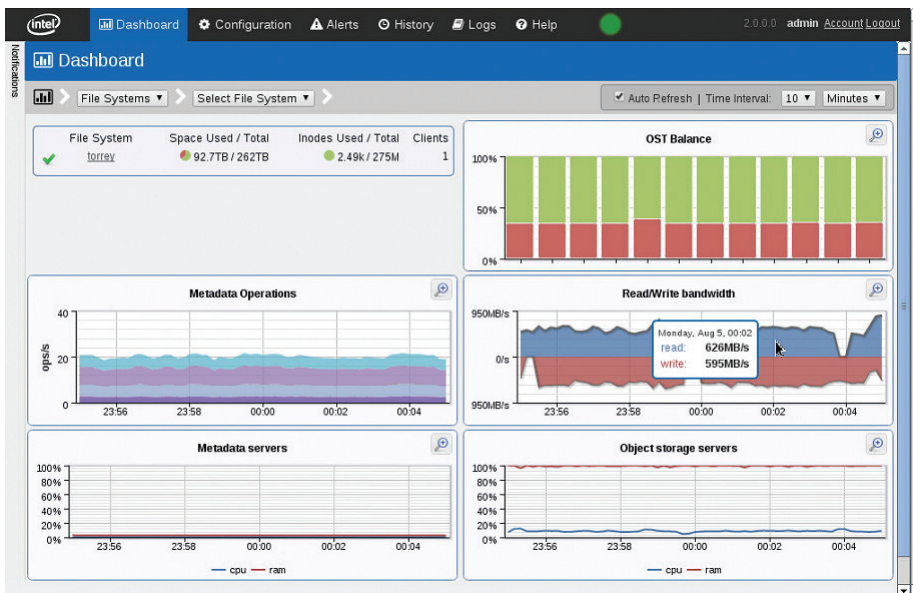 intel Dashboard Configuration Alerts History Logs Help 2.0.0.0 admin Account Logout
Notifications
Dashboard
File Systems Select File System Auto Refresh | Time Interval: 10 Minutes
File System Space Used / Total Inodes Used / Total Clients
torrey 92.7TB / 262TB 2.49k / 275M 1
OST Balance
100%
50%
0%
Metadata Operations
ops/s
40
20
0
23:56 23:58 00:00 00:02 00:04
Read/Write bandwidth
950MB/s
0/s
950MB/s
Monday, Aug 5, 00:02
read: 626MB/s
write: 595MB/s
23:56 23:58 00:00 00:02 00:04
Metadata servers
100%
80%
60%
40%
20%
0%
23:56 23:58 00:00 00:02 00:04
cpu ram
Object storage servers
100%
80%
60%
40%
20%
0%
23:56 23:58 00:00 00:02 00:04
cpu ram